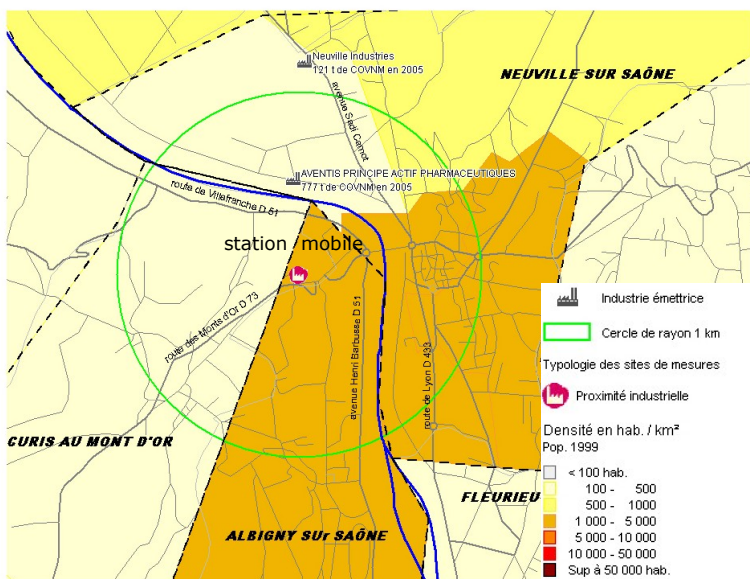 Neuville Industries
121 t de COVNM en 2005
NEUVILLE SUR SAÔNE
avenue Sadi Carnot
AVENTIS PRINCIPE ACTIF PHARMACEUTIQUES
777 t de COVNM en 2005
route de Villefranche D 51
station mobile
route des Monts d'Or D 73
avenue Henri Barbusse D 51
route de Lyon D 433
CURIS AU MONT D'OR
FLEURIEU
ALBIGNY SUr SAÔNE
Industrie émettrice
Cercle de rayon 1 km
Typologie des sites de mesures
Proximité industrielle
Densité en hab. / km²
Pop. 1999
< 100 hab.
100 - 500
500 - 1000
1 000 - 5 000
5 000 - 10 000
10 000 - 50 000
Sup à 50 000 hab.